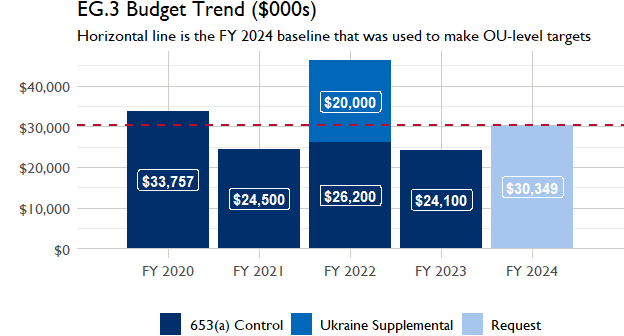 EG.3 Budget Trend ($000s)
Horizontal line is the FY 2024 baseline that was used to make OU-level targets
$40,000
$30,000
$20,000
$10,000
$0
$33,757
$24,500
$20,000
$26,200
$24,100
$30,349
FY 2020 FY 2021 FY 2022 FY 2023 FY 2024
653(a) Control Ukraine Supplemental Request